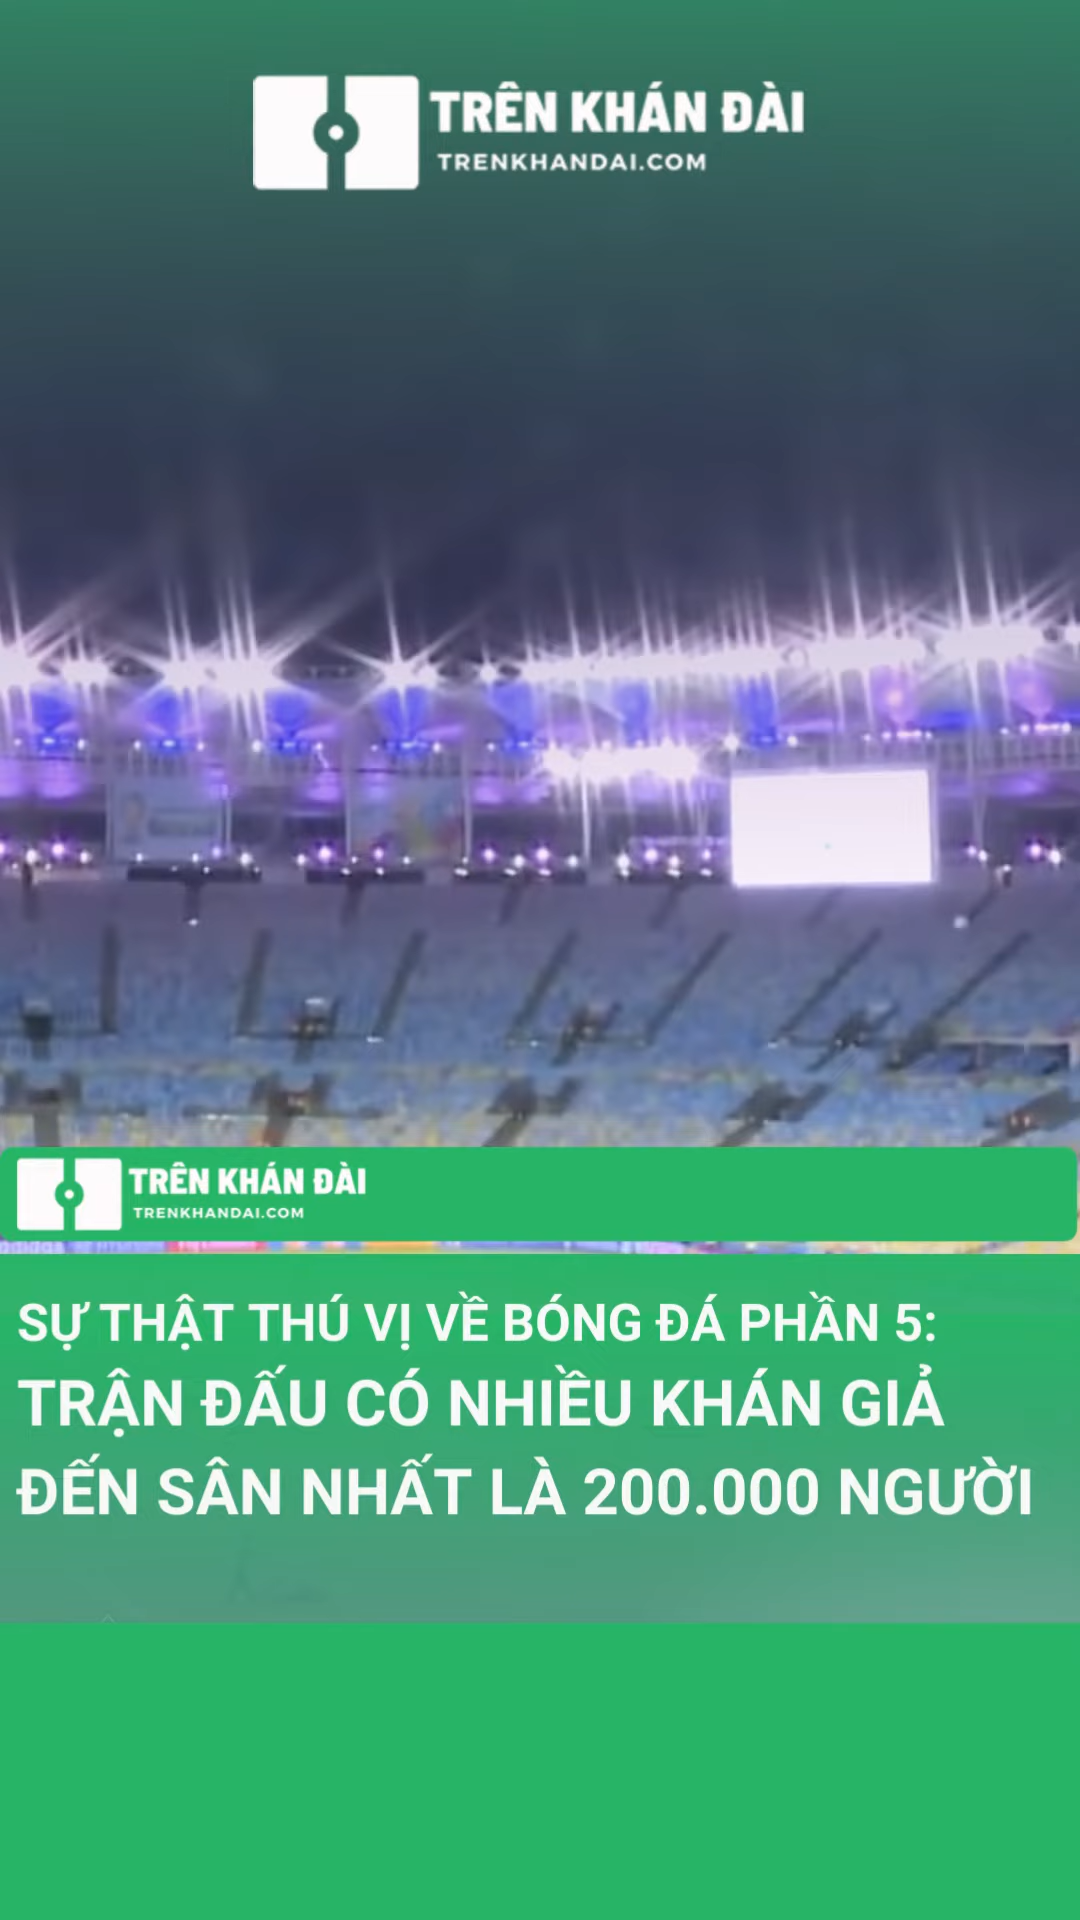 TRÊN KHÁN ĐÀI
TRENKHANDAI.COM
TRÊN KHÁN ĐÀI
TRENKHANDAI.COM
SỰ THẬT THÚ VỊ VỀ BÓNG ĐÁ PHẦN 5:
TRẬN ĐẤU CÓ NHIỀU KHÁN GIẢ
ĐẾN SÂN NHẤT LÀ 200.000 NGƯỜI